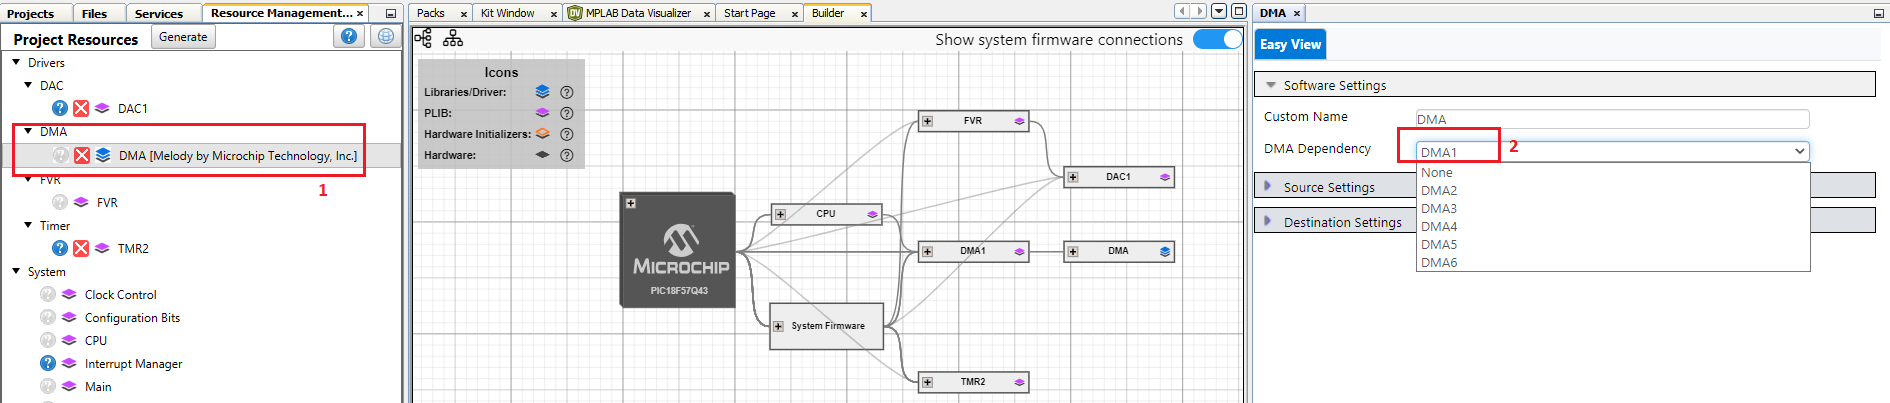 Projects
Files
Services
Resource Management...
Project Resources
Generate
Drivers
DAC
DAC1
DMA
DMA [Melody by Microchip Technology, Inc.]
1
FVR
FVR
Timer
TMR2
System
Clock Control
Configuration Bits
CPU
Interrupt Manager
Main
Packs
Kit Window
MPLAB Data Visualizer
Start Page
Builder
Show system firmware connections
Icons
Libraries/Driver:
PLIB:
Hardware Initializers:
Hardware:
MICROCHIP
PIC18F57Q43
CPU
System Firmware
FVR
DMA1
TMR2
DAC1
DMA
DMA
Easy View
Software Settings
Custom Name DMA
DMA Dependency DMA1
2
None
DMA2
DMA3
DMA4
DMA5
DMA6
Source Settings
Destination Settings